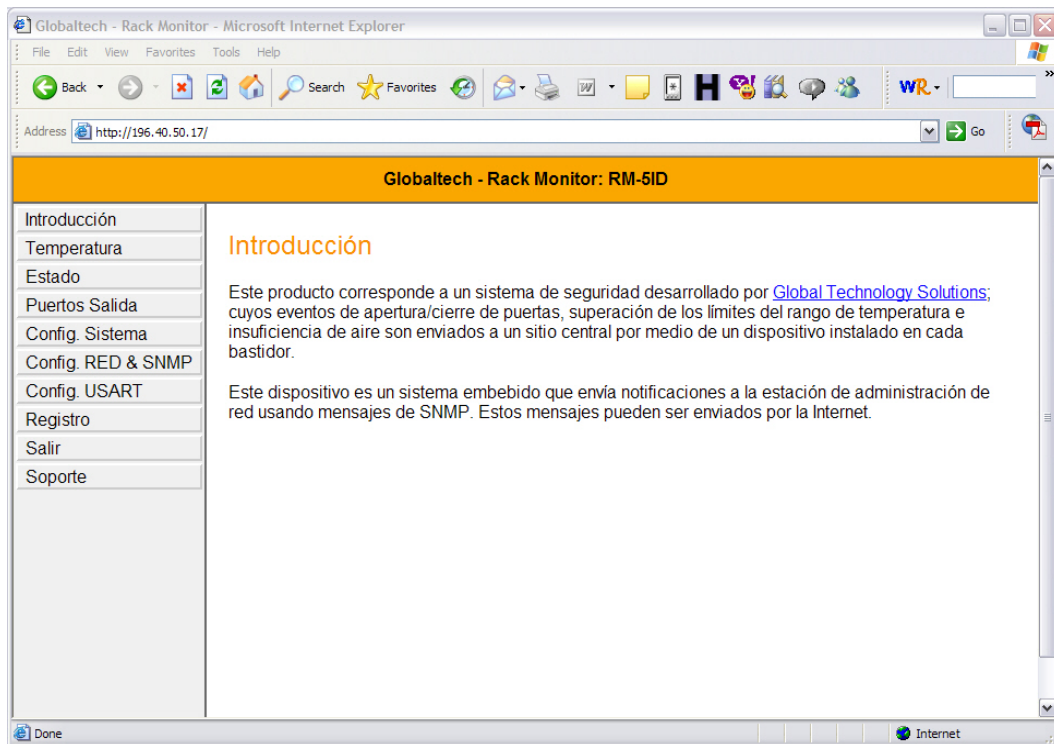 Globaltech - Rack Monitor - Microsoft Internet Explorer
File Edit View Favorites Tools Help
Back Search Favorites W H WR
Address http://196.40.50.17/ Go
Globaltech - Rack Monitor: RM-5ID
Introducción
Temperatura
Estado
Puertos Salida
Config. Sistema
Config. RED & SNMP
Config. USART
Registro
Salir
Soporte
Introducción
Este producto corresponde a un sistema de seguridad desarrollado por Global Technology Solutions;
cuyos eventos de apertura/cierre de puertas, superación de los límites del rango de temperatura e
insuficiencia de aire son enviados a un sitio central por medio de un dispositivo instalado en cada
bastidor.
Este dispositivo es un sistema embebido que envía notificaciones a la estación de administración de
red usando mensajes de SNMP. Estos mensajes pueden ser enviados por la Internet.
Done Internet